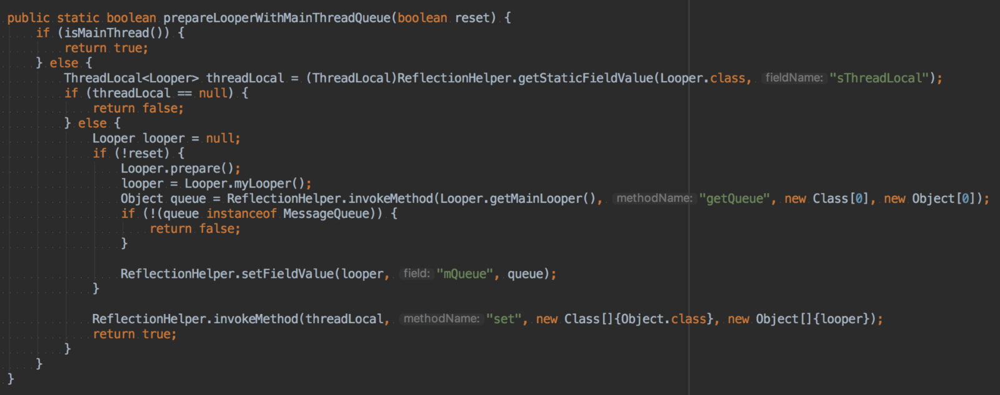 public static boolean prepareLooperWithMainThreadQueue(boolean reset) {
    if (isMainThread()) {
        return true;
    } else {
        ThreadLocal<Looper> threadLocal = (ThreadLocal)ReflectionHelper.getStaticFieldValue(Looper.class, fieldName: "sThreadLocal");
        if (threadLocal == null) {
            return false;
        } else {
            Looper looper = null;
            if (!reset) {
                Looper.prepare();
                looper = Looper.myLooper();
                Object queue = ReflectionHelper.invokeMethod(Looper.getMainLooper(), methodName: "getQueue", new Class[0], new Object[0]);
                if (!(queue instanceof MessageQueue)) {
                    return false;
                }

                ReflectionHelper.setFieldValue(looper, field: "mQueue", queue);
            }

            ReflectionHelper.invokeMethod(threadLocal, methodName: "set", new Class[]{Object.class}, new Object[]{looper});
            return true;
        }
    }
}